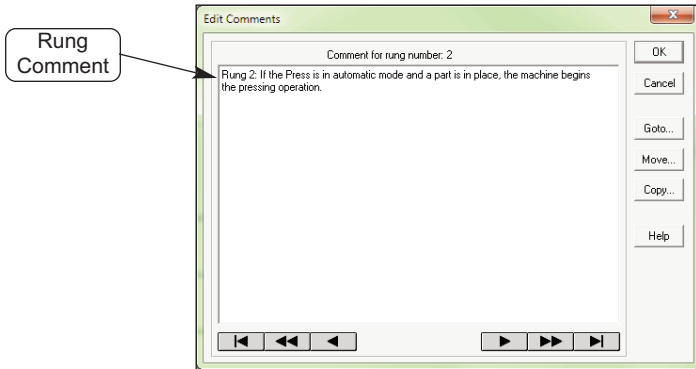 Edit Comments
Rung
Comment
Comment for rung number: 2
Rung 2: If the Press is in automatic mode and a part is in place, the machine begins
the pressing operation.
OK
Cancel
Goto...
Move...
Copy...
Help